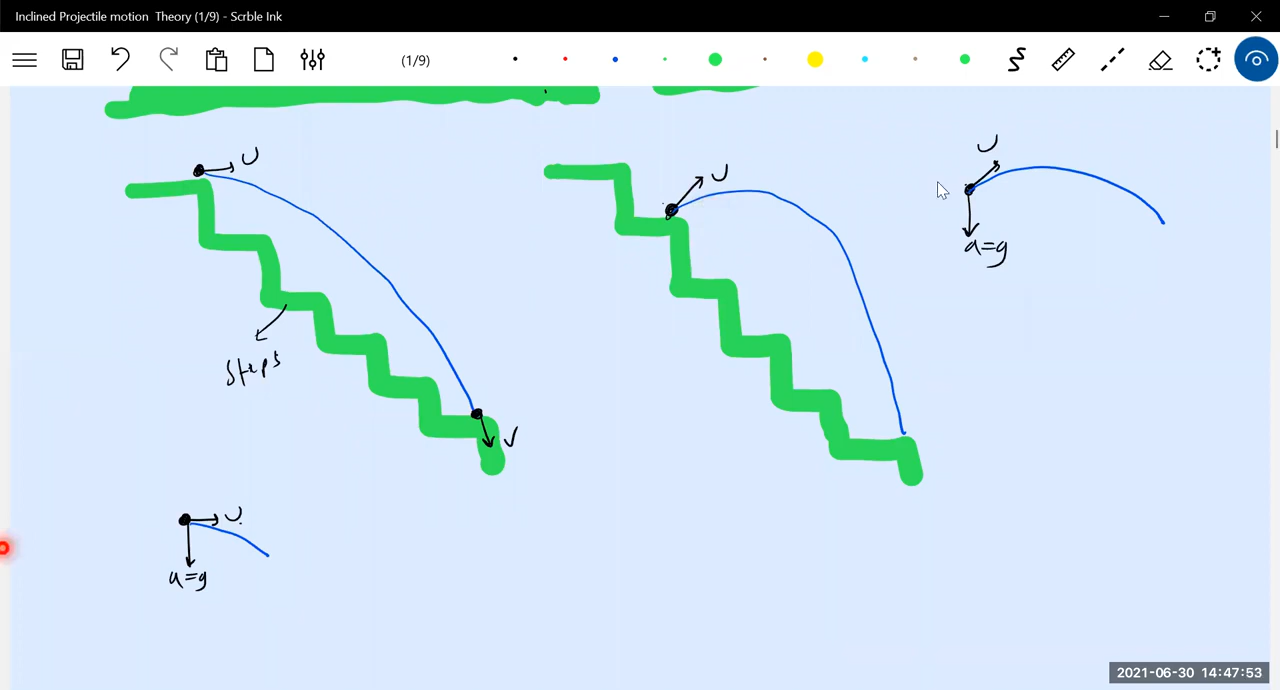 Inclined Projectile motion  Theory (1/9) - Scrble Ink
(1/9)
U
U
U
a=g
Steps
V
U
a=g
2021-06-30 14:47:53